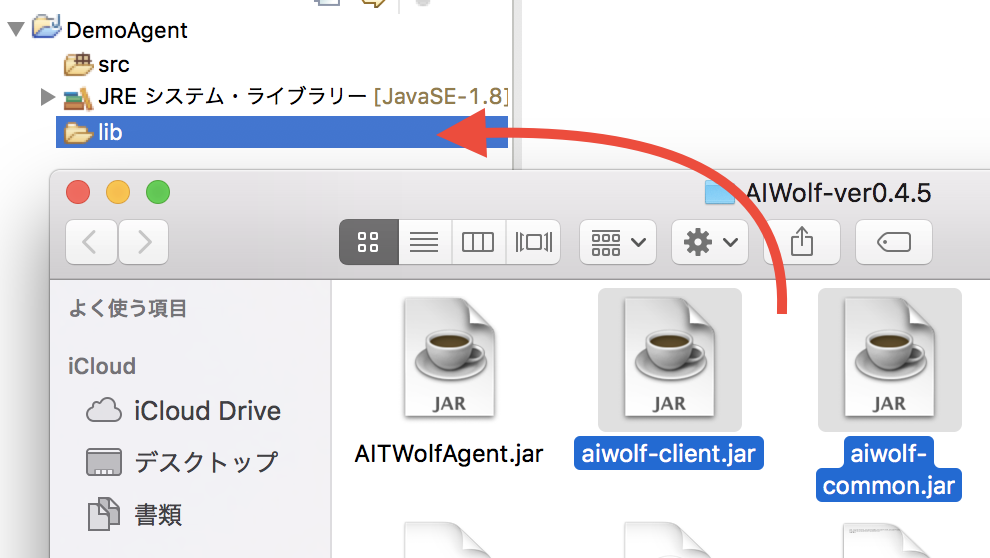 DemoAgent
src
JRE システム・ライブラリー [JavaSE-1.8]
lib
AIWolf-ver0.4.5
よく使う項目
iCloud
iCloud Drive
デスクトップ
書類
JAR
JAR
JAR
AITWolfAgent.jar
aiwolf-client.jar
aiwolf-
common.jar